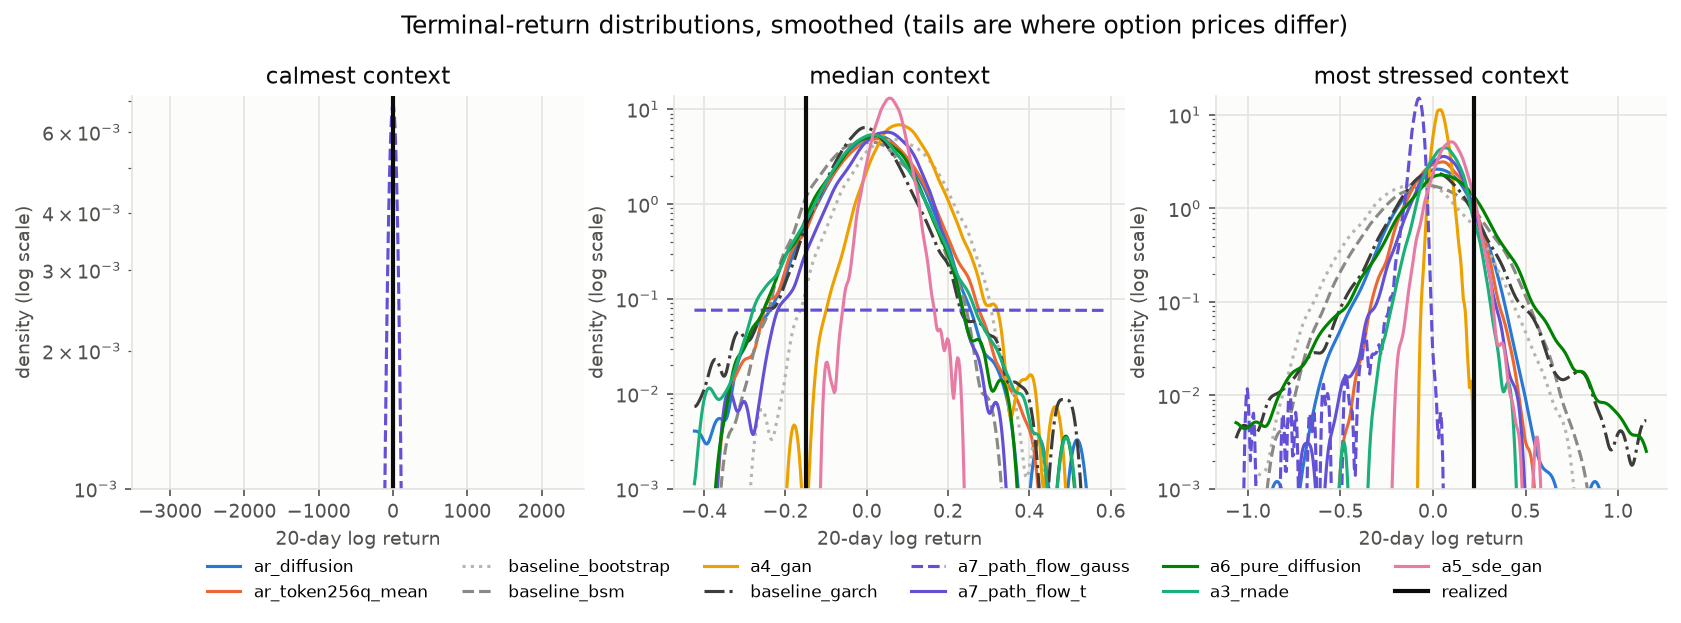 Terminal-return distributions, smoothed (tails are where option prices differ)
calmest context
median context
most stressed context
density (log scale)
6 × 10⁻³
4 × 10⁻³
3 × 10⁻³
2 × 10⁻³
10⁻³
−3000 −2000 −1000 0 1000 2000
20-day log return
density (log scale)
10¹
10⁰
10⁻¹
10⁻²
10⁻³
−0.4 −0.2 0.0 0.2 0.4 0.6
20-day log return
density (log scale)
10¹
10⁰
10⁻¹
10⁻²
10⁻³
−1.0 −0.5 0.0 0.5 1.0
20-day log return
ar_diffusion
baseline_bootstrap
a4_gan
a7_path_flow_gauss
a6_pure_diffusion
a5_sde_gan
ar_token256q_mean
baseline_bsm
baseline_garch
a7_path_flow_t
a3_rnade
realized